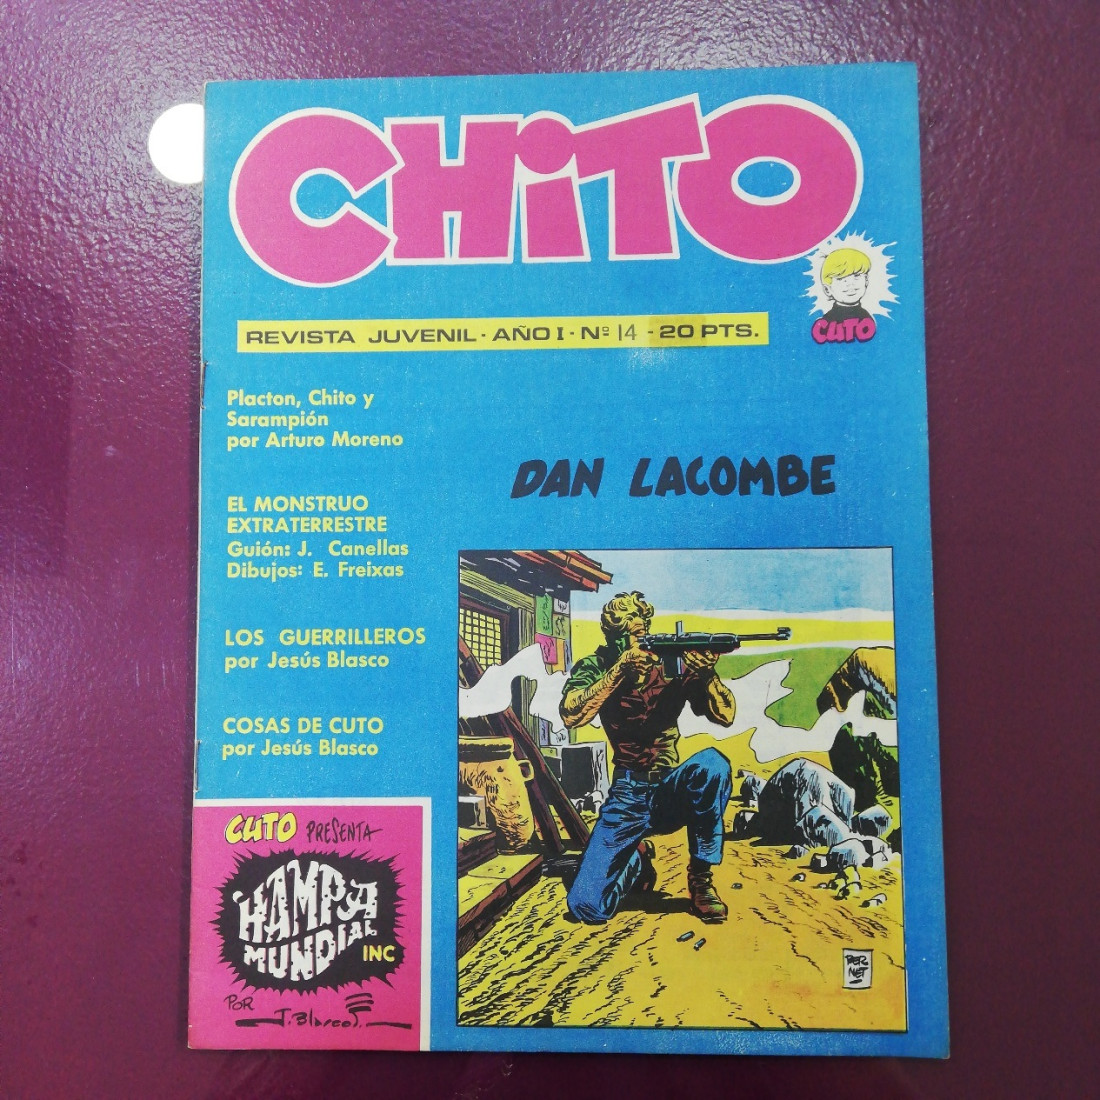 CHiTO
CUTO
REVISTA JUVENIL - AÑO I - Nº 14 - 20 PTS.
Placton, Chito y
Sarampión
por Arturo Moreno
EL MONSTRUO
EXTRATERRESTRE
Guión: J. Canellas
Dibujos: E. Freixas
LOS GUERRILLEROS
por Jesús Blasco
COSAS DE CUTO
por Jesús Blasco
DAN LACOMBE
CUTO PRESENTA
HAMPA
MUNDIAL
INC
POR
J. Blasco
BER
NET